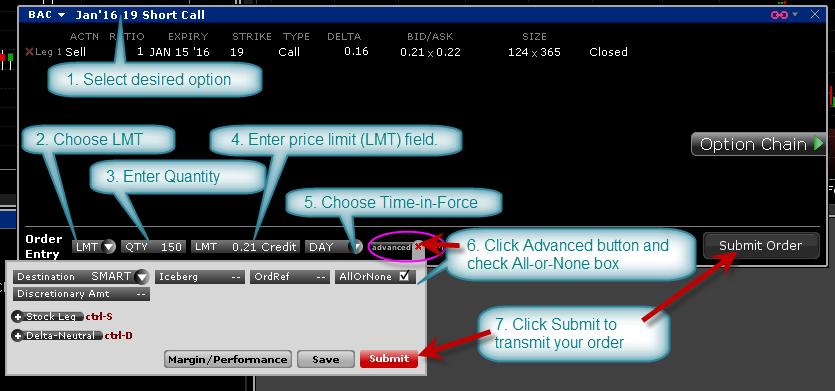 BAC Jan'16 19 Short Call
ACTN RATIO EXPIRY STRIKE TYPE DELTA BID/ASK SIZE
Leg 1 Sell 1 JAN 15 '16 19 Call 0.16 0.21 x 0.22 124 x 365 Closed
1. Select desired option
2. Choose LMT
4. Enter price limit (LMT) field.
Option Chain
3. Enter Quantity
5. Choose Time-in-Force
Order
Entry
LMT QTY 150 LMT 0.21 Credit DAY advanced
6. Click Advanced button and
check All-or-None box
Submit Order
Destination SMART Iceberg -- OrdRef -- AllOrNone
Discretionary Amt --
Stock Leg ctrl-S
Delta-Neutral ctrl-D
7. Click Submit to
transmit your order
Margin/Performance Save Submit